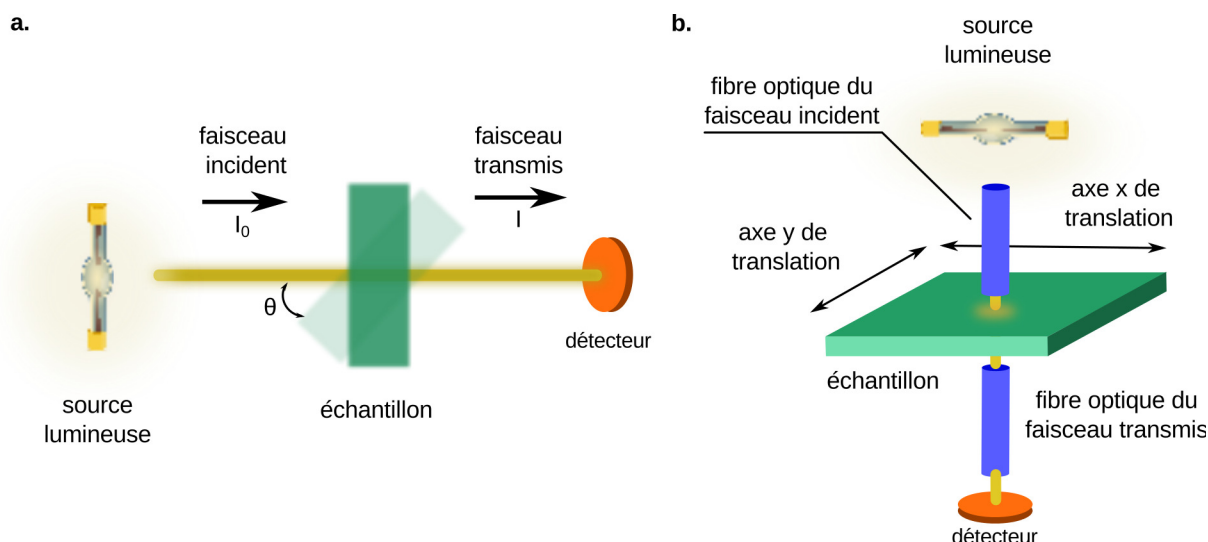 a.
faisceau
incident
I₀
faisceau
transmis
I
θ
détecteur
échantillon
source
lumineuse
b.
source
lumineuse
fibre optique du
faisceau incident
axe x de
translation
axe y de
translation
échantillon
fibre optique du
faisceau transmis
détecteur